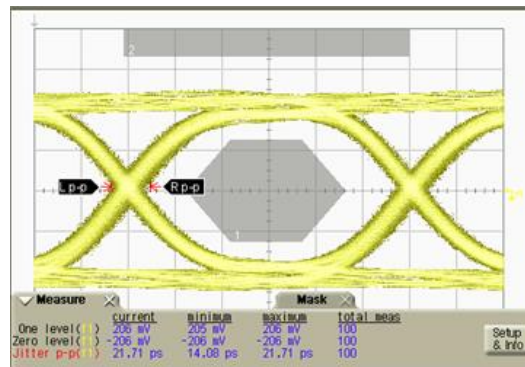 2
L p-p
R p-p
1
Measure
Mask
current minimum maximum total meas
One level( ) 206 mV 205 mV 206 mV 100
Zero level( ) -206 mV -206 mV -206 mV 100
Jitter p-p( ) 21.71 ps 14.08 ps 21.71 ps 100
Setup
& Info